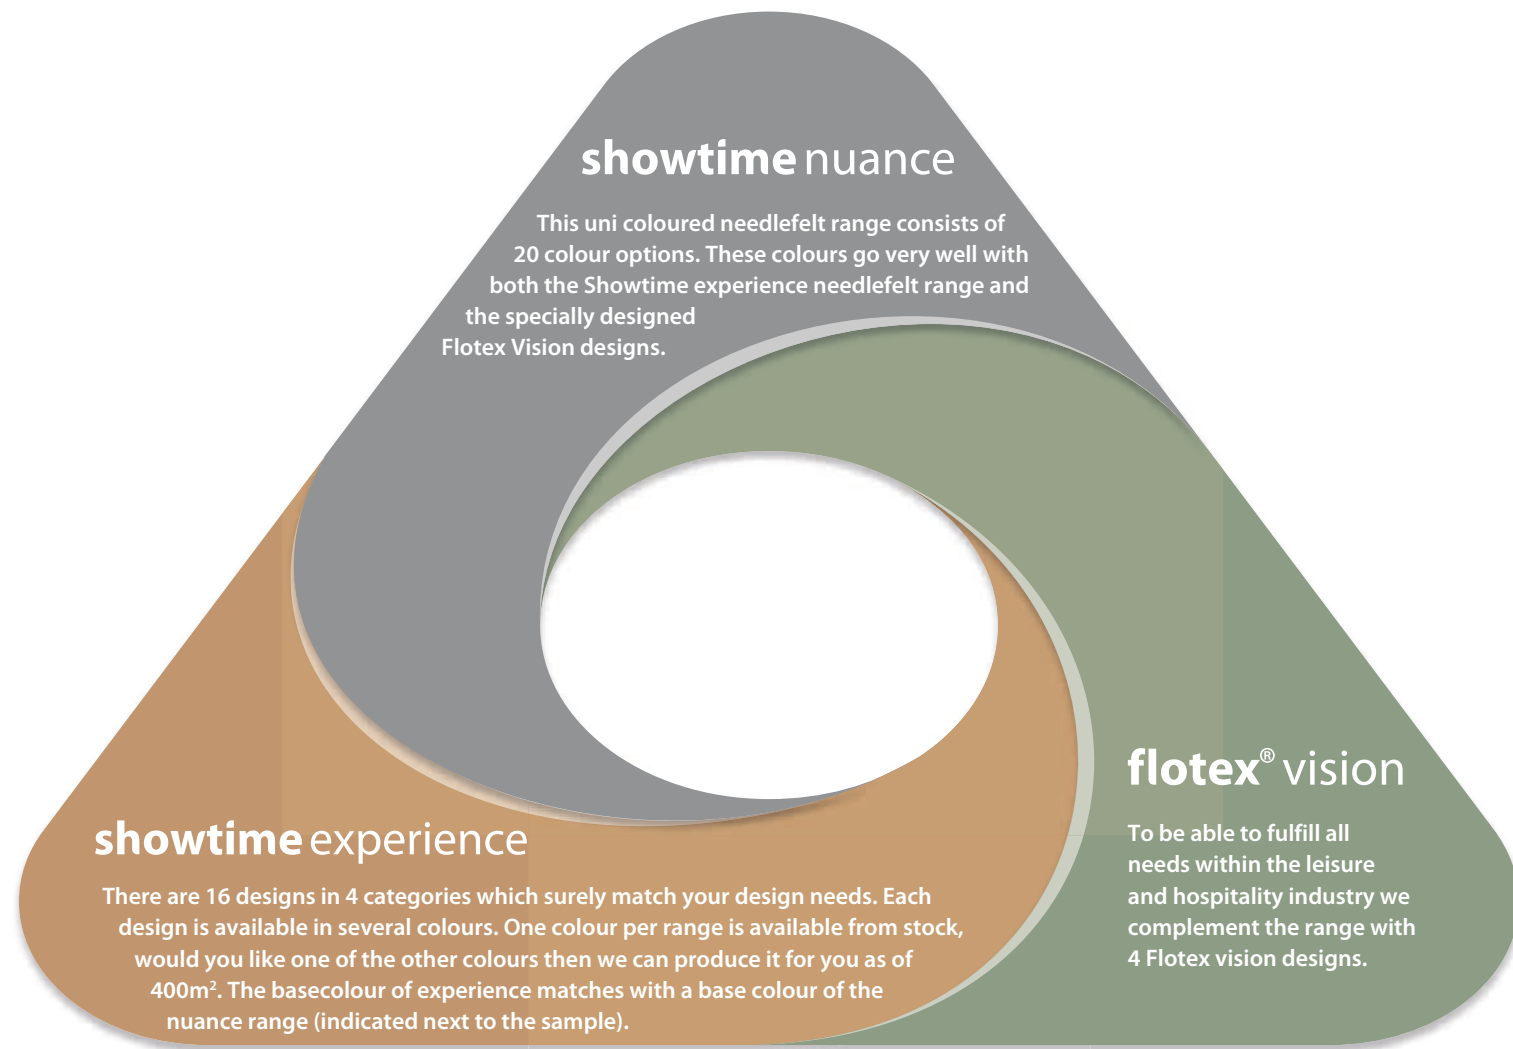 showtime nuance
This uni coloured needlefelt range consists of
20 colour options. These colours go very well with
both the Showtime experience needlefelt range and
the specially designed
Flotex Vision designs.
showtime experience
There are 16 designs in 4 categories which surely match your design needs. Each
design is available in several colours. One colour per range is available from stock,
would you like one of the other colours then we can produce it for you as of
400m². The basecolour of experience matches with a base colour of the
nuance range (indicated next to the sample).
flotex® vision
To be able to fulfill all
needs within the leisure
and hospitality industry we
complement the range with
4 Flotex vision designs.